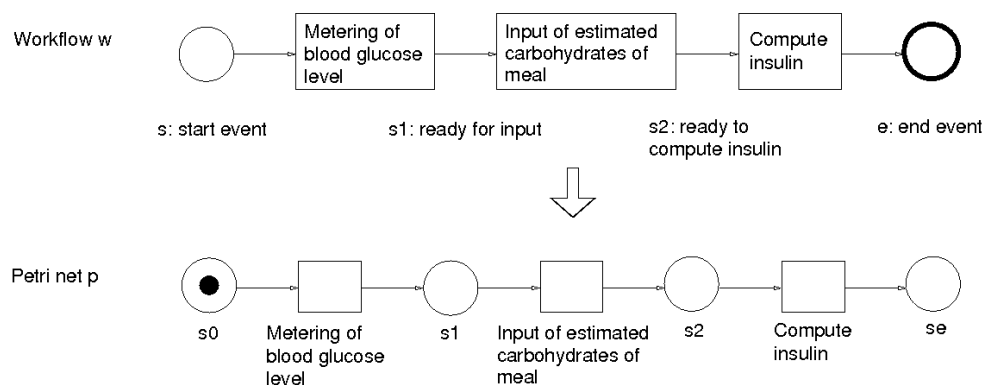 Workflow w
Metering of
blood glucose
level
Input of estimated
carbohydrates of
meal
Compute
insulin
s: start event
s1: ready for input
s2: ready to
compute insulin
e: end event
Petri net p
s0
Metering of
blood glucose
level
s1
Input of estimated
carbohydrates of
meal
s2
Compute
insulin
se